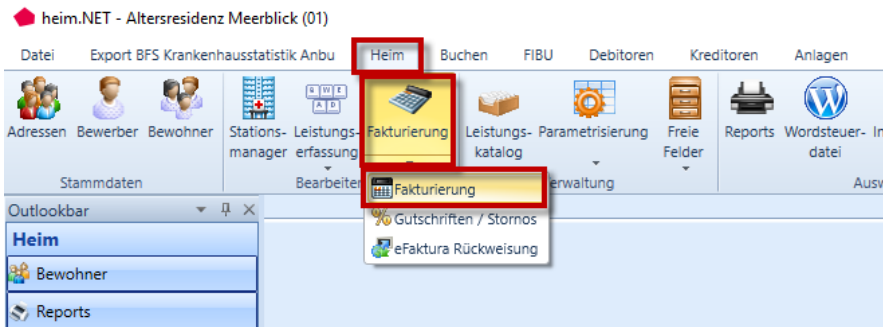 heim.NET - Altersresidenz Meerblick (01)
Datei Export BFS Krankenhausstatistik Anbu Heim Buchen FIBU Debitoren Kreditoren Anlagen
Adressen Bewerber Bewohner Stations- Leistungs- Fakturierung Leistungs- Parametrisierung Freie Reports Wordsteuer-
manager erfassung katalog Felder datei
Stammdaten Bearbeiten erwaltung Ausw
Fakturierung
Gutschriften / Stornos
eFaktura Rückweisung
Outlookbar
Heim
Bewohner
Reports